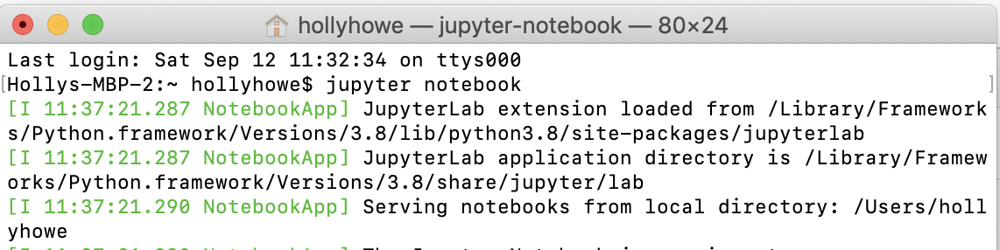 hollyhowe — jupyter-notebook — 80×24
Last login: Sat Sep 12 11:32:34 on ttys000
[Hollys-MBP-2:~ hollyhowe$ jupyter notebook ]
[I 11:37:21.287 NotebookApp] JupyterLab extension loaded from /Library/Framework
s/Python.framework/Versions/3.8/lib/python3.8/site-packages/jupyterlab
[I 11:37:21.287 NotebookApp] JupyterLab application directory is /Library/Framew
orks/Python.framework/Versions/3.8/share/jupyter/lab
[I 11:37:21.290 NotebookApp] Serving notebooks from local directory: /Users/holl
yhowe